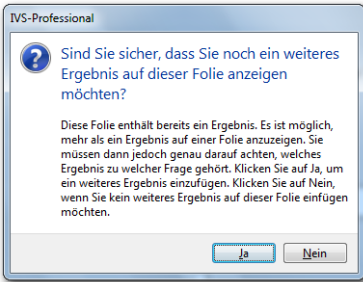 IVS-Professional
Sind Sie sicher, dass Sie noch ein weiteres
Ergebnis auf dieser Folie anzeigen
möchten?
Diese Folie enthält bereits ein Ergebnis. Es ist möglich,
mehr als ein Ergebnis auf einer Folie anzuzeigen. Sie
müssen dann jedoch genau darauf achten, welches
Ergebnis zu welcher Frage gehört. Klicken Sie auf Ja, um
ein weiteres Ergebnis einzufügen. Klicken Sie auf Nein,
wenn Sie kein weiteres Ergebnis auf dieser Folie einfügen
möchten.
Ja Nein